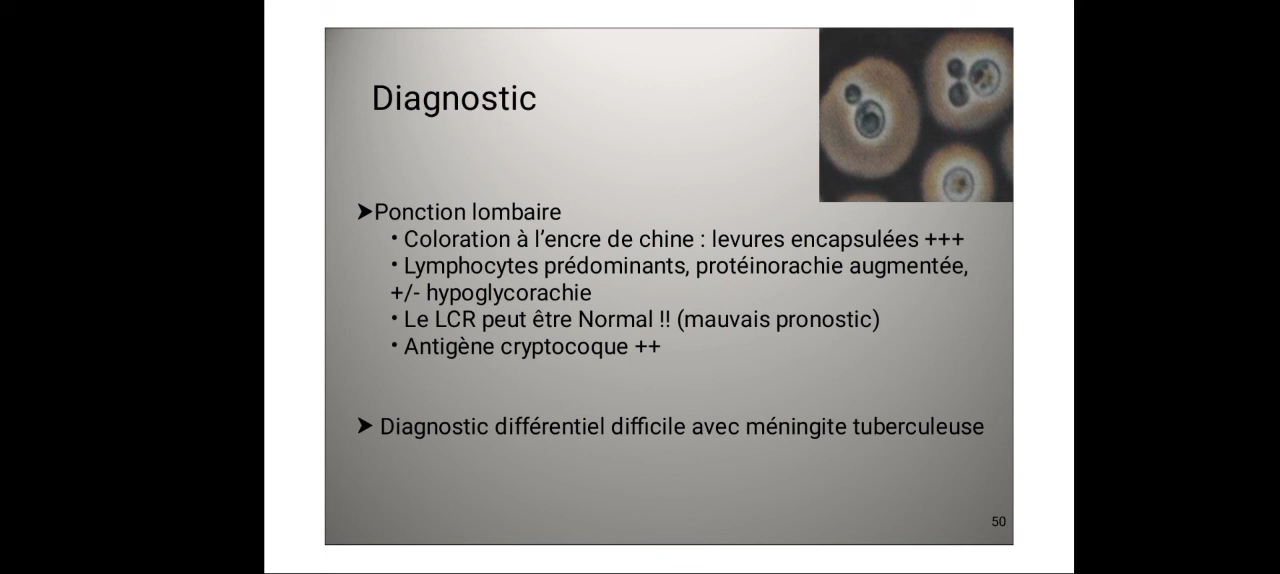 Diagnostic
➤Ponction lombaire
• Coloration à l’encre de chine : levures encapsulées +++
• Lymphocytes prédominants, protéinorachie augmentée,
+/- hypoglycorachie
• Le LCR peut être Normal !! (mauvais pronostic)
• Antigène cryptocoque ++
➤ Diagnostic différentiel difficile avec méningite tuberculeuse
50